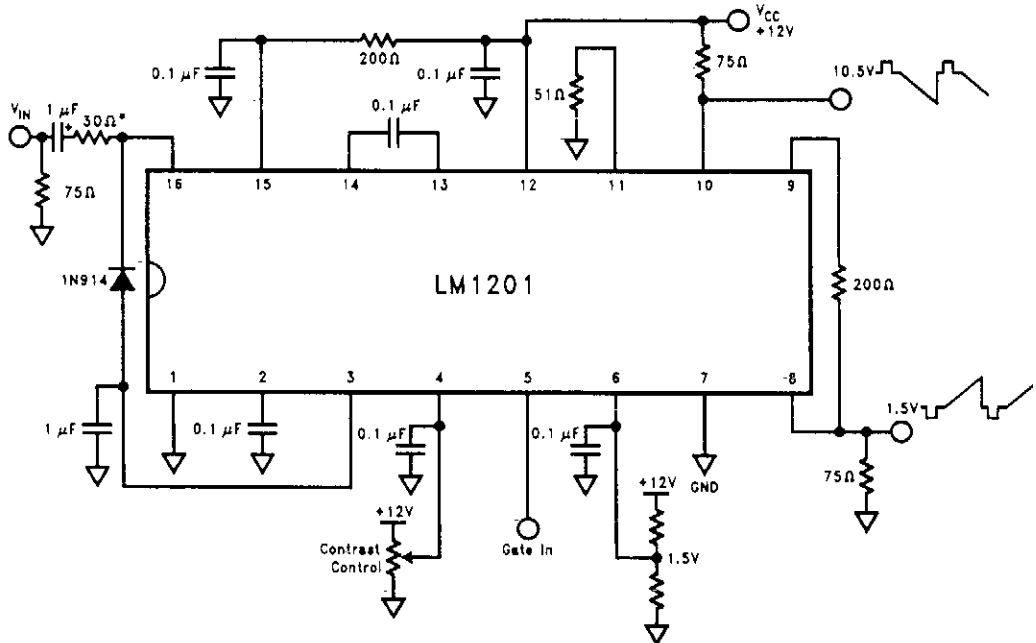 VCC
+12V
0.1 μF
200Ω
0.1 μF
51Ω
75Ω
10.5V
VIN
1 μF
+
30Ω*
0.1 μF
75Ω
16 15 14 13 12 11 10 9
1N914
LM1201
200Ω
1 2 3 4 5 6 7 8
1 μF
0.1 μF
0.1 μF
0.1 μF
1.5V
GND
75Ω
+12V
+12V
Contrast
Control
Gate In
1.5V